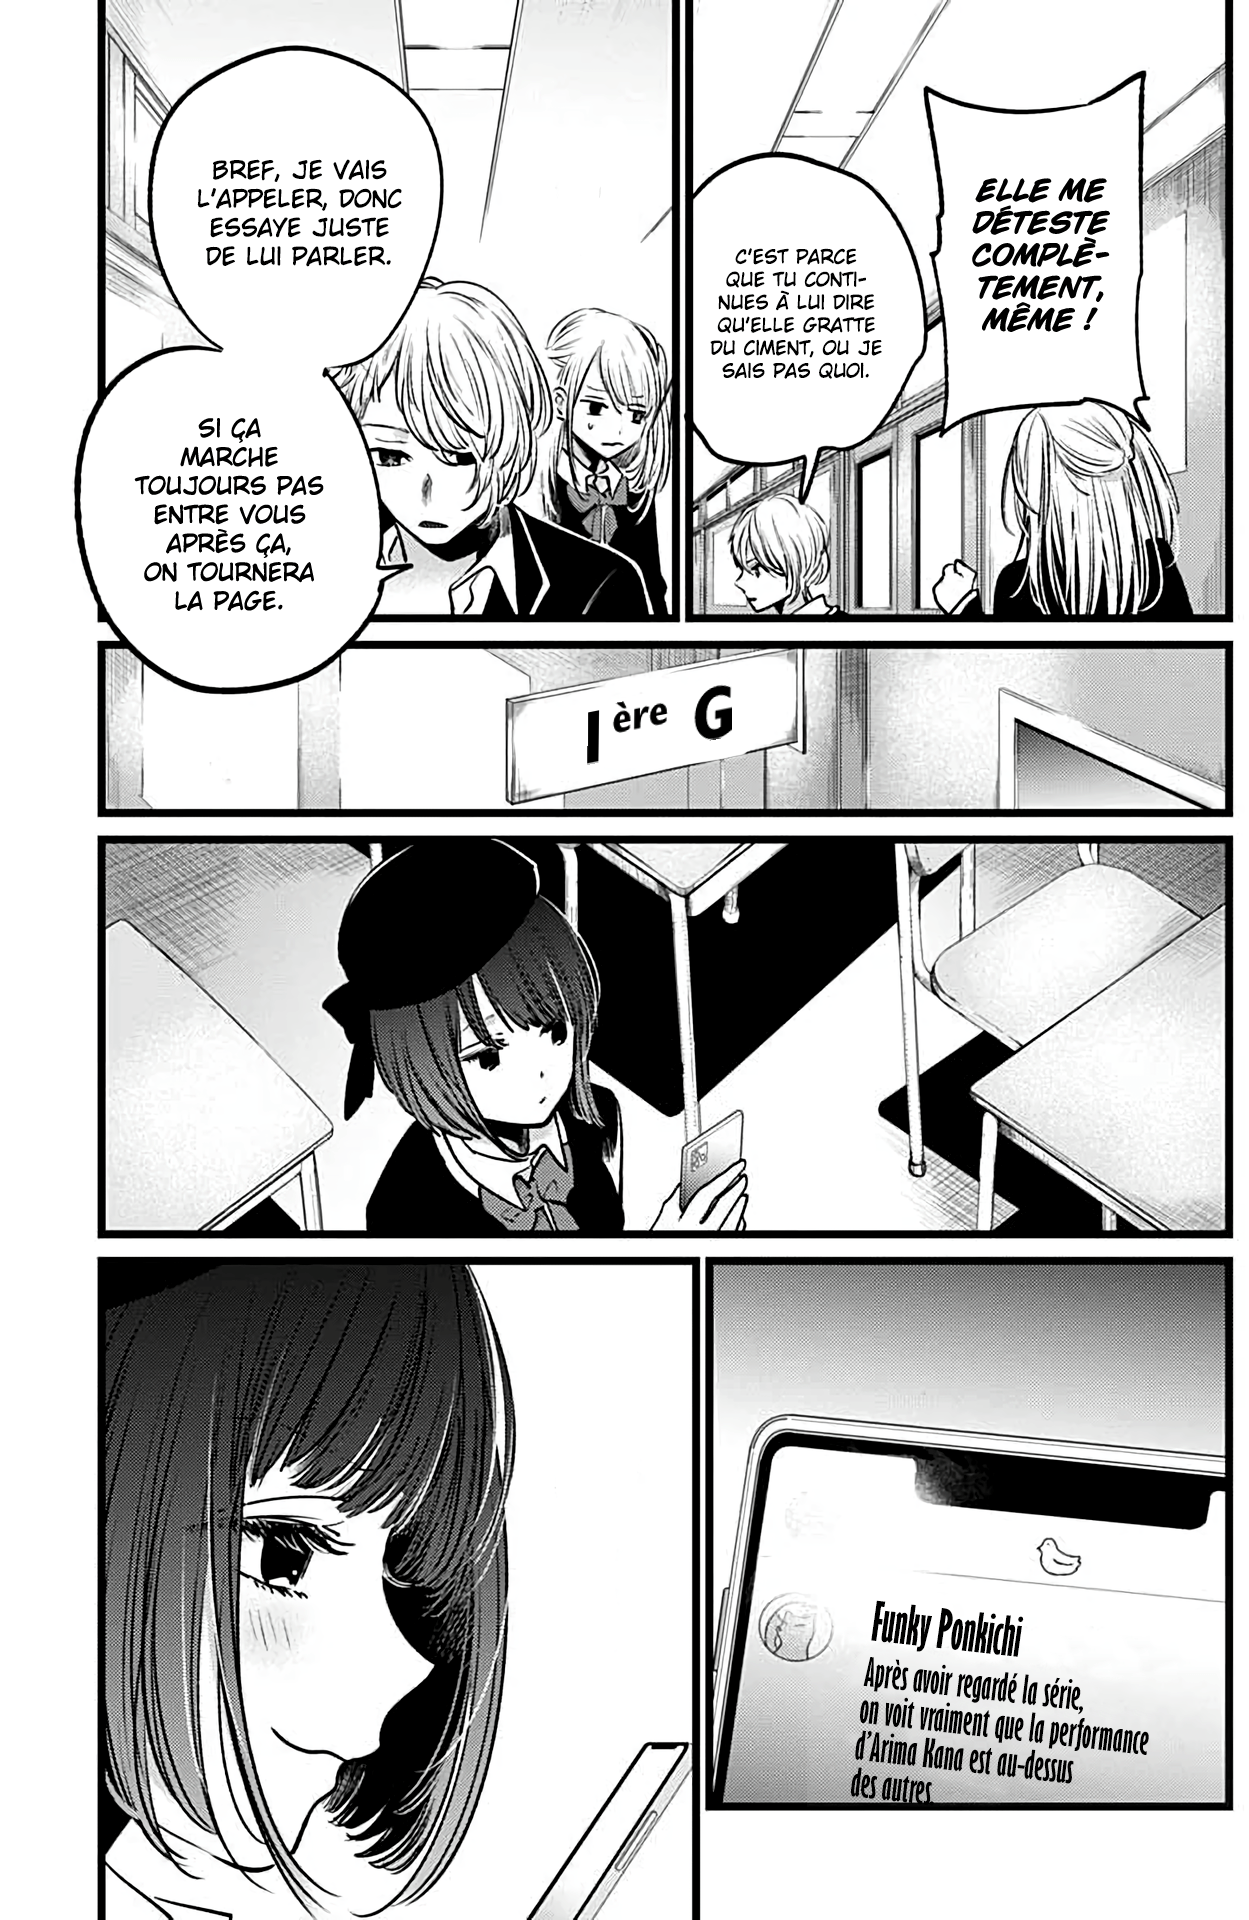 ELLE ME
DÉTESTE
COMPLÈ-
TEMENT,
MÊME !
C'EST PARCE
QUE TU CONTI-
NUES À LUI DIRE
QU'ELLE GRATTE
DU CIMENT, OU JE
SAIS PAS QUOI.
BREF, JE VAIS
L'APPELER, DONC
ESSAYE JUSTE
DE LUI PARLER.
SI ÇA
MARCHE
TOUJOURS PAS
ENTRE VOUS
APRÈS ÇA,
ON TOURNERA
LA PAGE.
1ère G
Funky Ponkichi
Après avoir regardé la série,
on voit vraiment que la performance
d'Arima Kana est au-dessus
des autres.